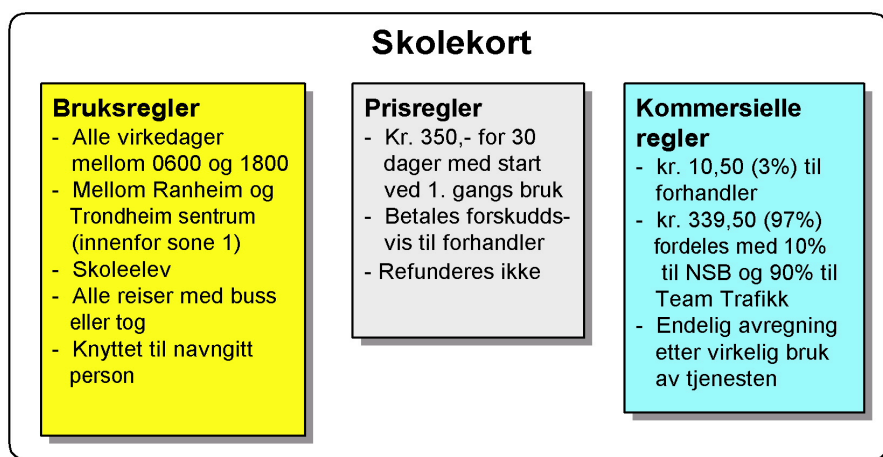 Skolekort
Bruksregler
- Alle virkedager
mellom 0600 og 1800
- Mellom Ranheim og
Trondheim sentrum
(innenfor sone 1)
- Skoleelev
- Alle reiser med buss
eller tog
- Knyttet til navngitt
person
Prisregler
- Kr. 350,- for 30
dager med start
ved 1. gangs bruk
- Betales forskudds-
vis til forhandler
- Refunderes ikke
Kommersielle
regler
- kr. 10,50 (3%) til
forhandler
- kr. 339,50 (97%)
fordeles med 10%
til NSB og 90% til
Team Trafikk
- Endelig avregning
etter virkelig bruk
av tjenesten